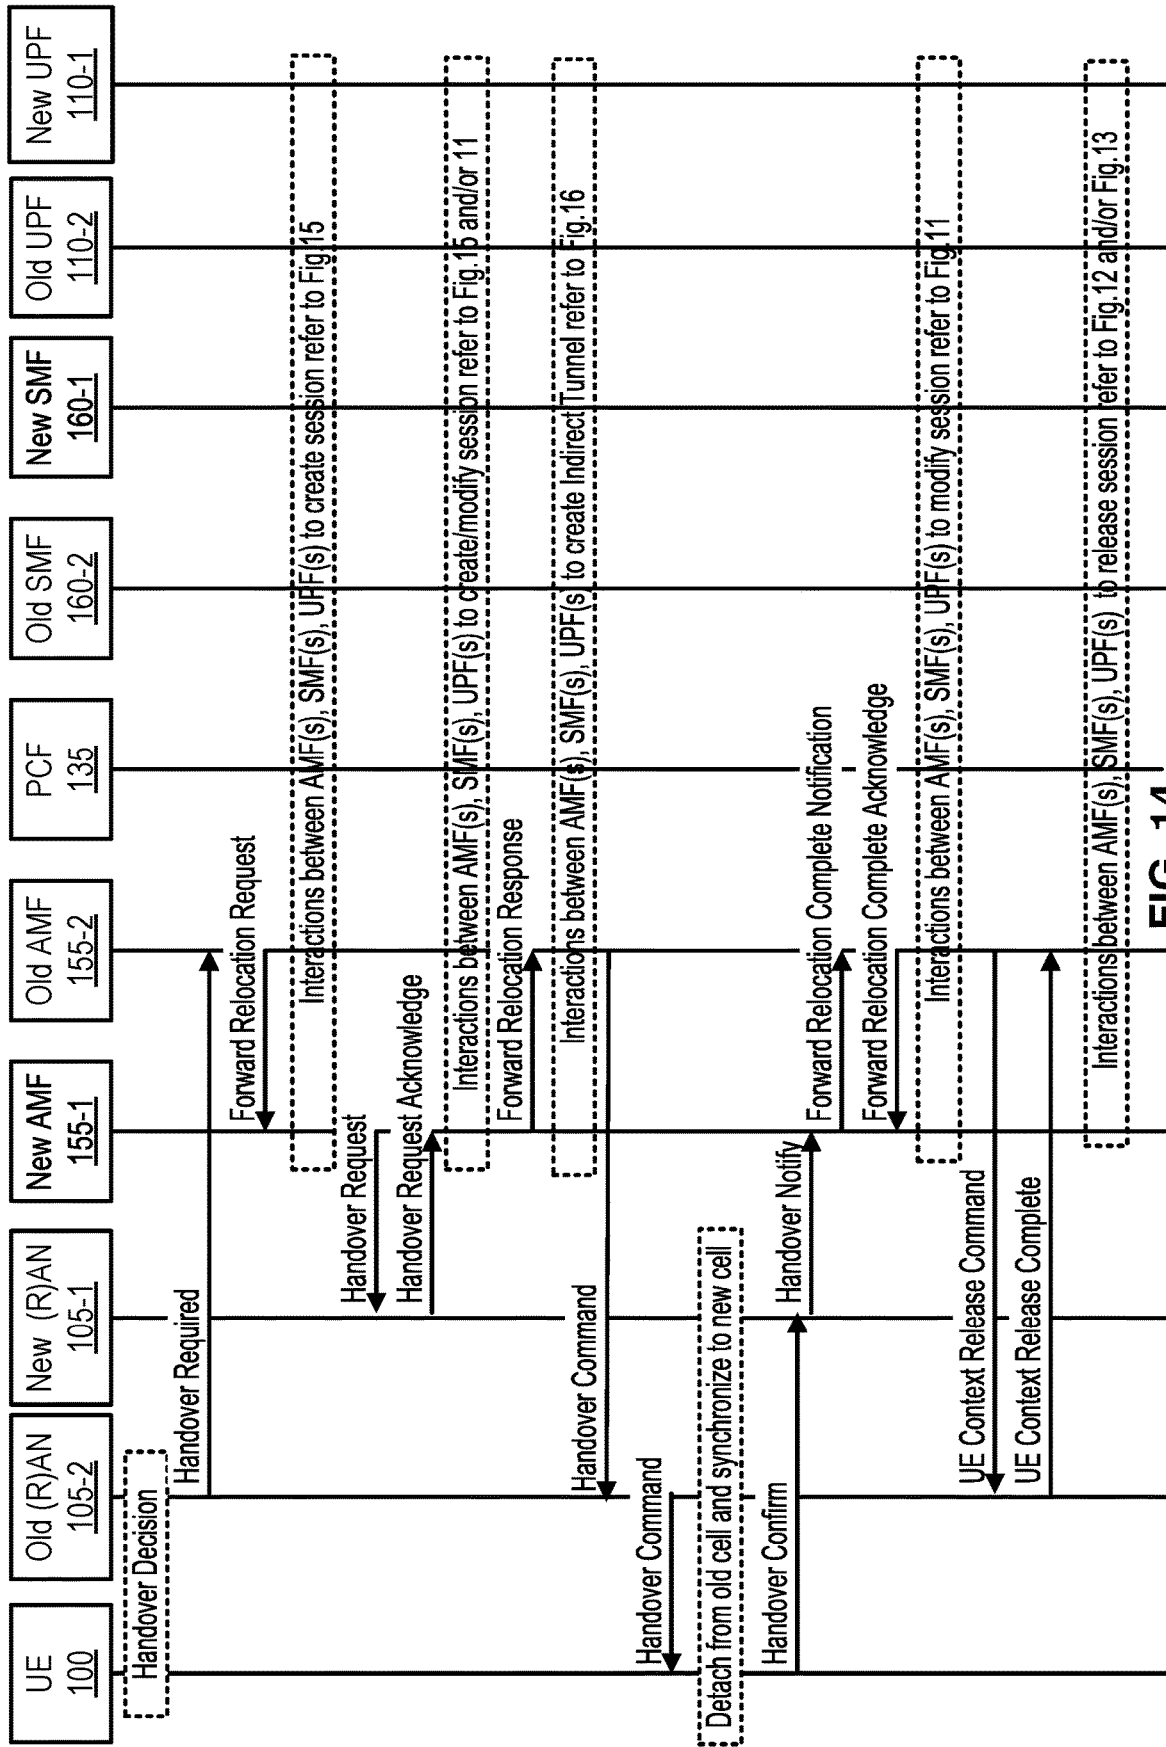 UE
100
Old (R)AN
105-2
New (R)AN
105-1
New AMF
155-1
Old AMF
155-2
PCF
135
Old SMF
160-2
New SMF
160-1
Old UPF
110-2
New UPF
110-1
Handover Decision
Handover Required
Forward Relocation Request
Interactions between AMF(s), SMF(s), UPF(s) to create session refer to Fig.15
Handover Request
Handover Request Acknowledge
Interactions between AMF(s), SMF(s), UPF(s) to create/modify session refer to Fig.15 and/or 11
Forward Relocation Response
Interactions between AMF(s), SMF(s), UPF(s) to create Indirect Tunnel refer to Fig.16
Handover Command
Handover Command
Detach from old cell and synchronize to new cell
Handover Confirm
Handover Notify
Forward Relocation Complete Notification
Forward Relocation Complete Acknowledge
Interactions between AMF(s), SMF(s), UPF(s) to modify session refer to Fig.11
UE Context Release Command
UE Context Release Complete
Interactions between AMF(s), SMF(s), UPF(s) to release session refer to Fig.12 and/or Fig.13
FIG. 14